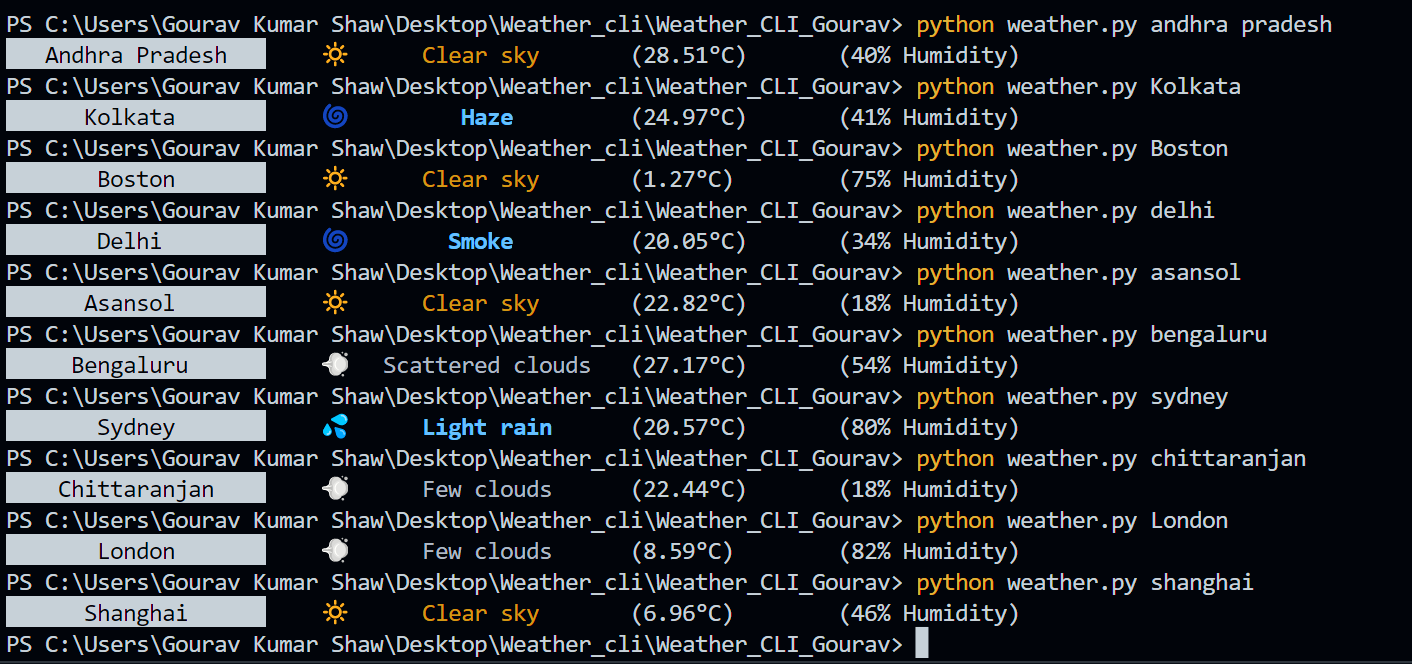 PS C:\Users\Gourav Kumar Shaw\Desktop\Weather_cli\Weather_CLI_Gourav> python weather.py andhra pradesh
Andhra Pradesh 🔆 Clear sky (28.51°C) (40% Humidity)
PS C:\Users\Gourav Kumar Shaw\Desktop\Weather_cli\Weather_CLI_Gourav> python weather.py Kolkata
Kolkata 🌀 Haze (24.97°C) (41% Humidity)
PS C:\Users\Gourav Kumar Shaw\Desktop\Weather_cli\Weather_CLI_Gourav> python weather.py Boston
Boston 🔆 Clear sky (1.27°C) (75% Humidity)
PS C:\Users\Gourav Kumar Shaw\Desktop\Weather_cli\Weather_CLI_Gourav> python weather.py delhi
Delhi 🌀 Smoke (20.05°C) (34% Humidity)
PS C:\Users\Gourav Kumar Shaw\Desktop\Weather_cli\Weather_CLI_Gourav> python weather.py asansol
Asansol 🔆 Clear sky (22.82°C) (18% Humidity)
PS C:\Users\Gourav Kumar Shaw\Desktop\Weather_cli\Weather_CLI_Gourav> python weather.py bengaluru
Bengaluru 💨 Scattered clouds (27.17°C) (54% Humidity)
PS C:\Users\Gourav Kumar Shaw\Desktop\Weather_cli\Weather_CLI_Gourav> python weather.py sydney
Sydney 💦 Light rain (20.57°C) (80% Humidity)
PS C:\Users\Gourav Kumar Shaw\Desktop\Weather_cli\Weather_CLI_Gourav> python weather.py chittaranjan
Chittaranjan 💨 Few clouds (22.44°C) (18% Humidity)
PS C:\Users\Gourav Kumar Shaw\Desktop\Weather_cli\Weather_CLI_Gourav> python weather.py London
London 💨 Few clouds (8.59°C) (82% Humidity)
PS C:\Users\Gourav Kumar Shaw\Desktop\Weather_cli\Weather_CLI_Gourav> python weather.py shanghai
Shanghai 🔆 Clear sky (6.96°C) (46% Humidity)
PS C:\Users\Gourav Kumar Shaw\Desktop\Weather_cli\Weather_CLI_Gourav>